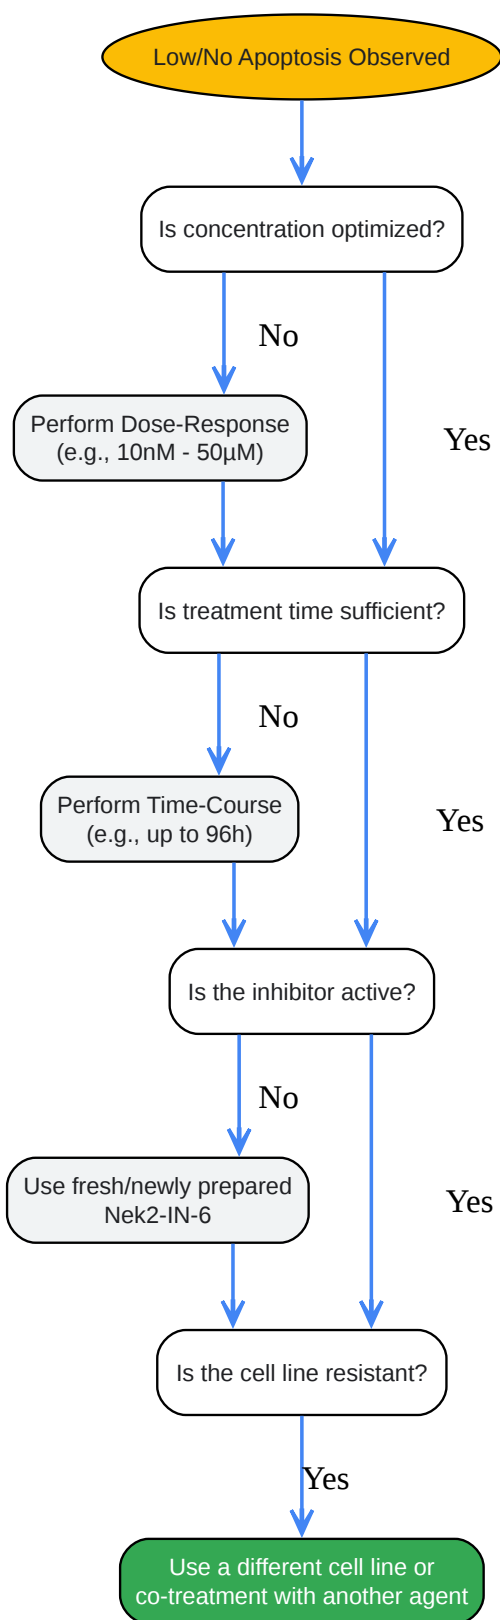 Low/No Apoptosis Observed
Is concentration optimized?
No
Perform Dose-Response
(e.g., 10nM - 50µM)
Yes
Is treatment time sufficient?
No
Perform Time-Course
(e.g., up to 96h)
Yes
Is the inhibitor active?
No
Use fresh/newly prepared
Nek2-IN-6
Yes
Is the cell line resistant?
Yes
Use a different cell line or
co-treatment with another agent